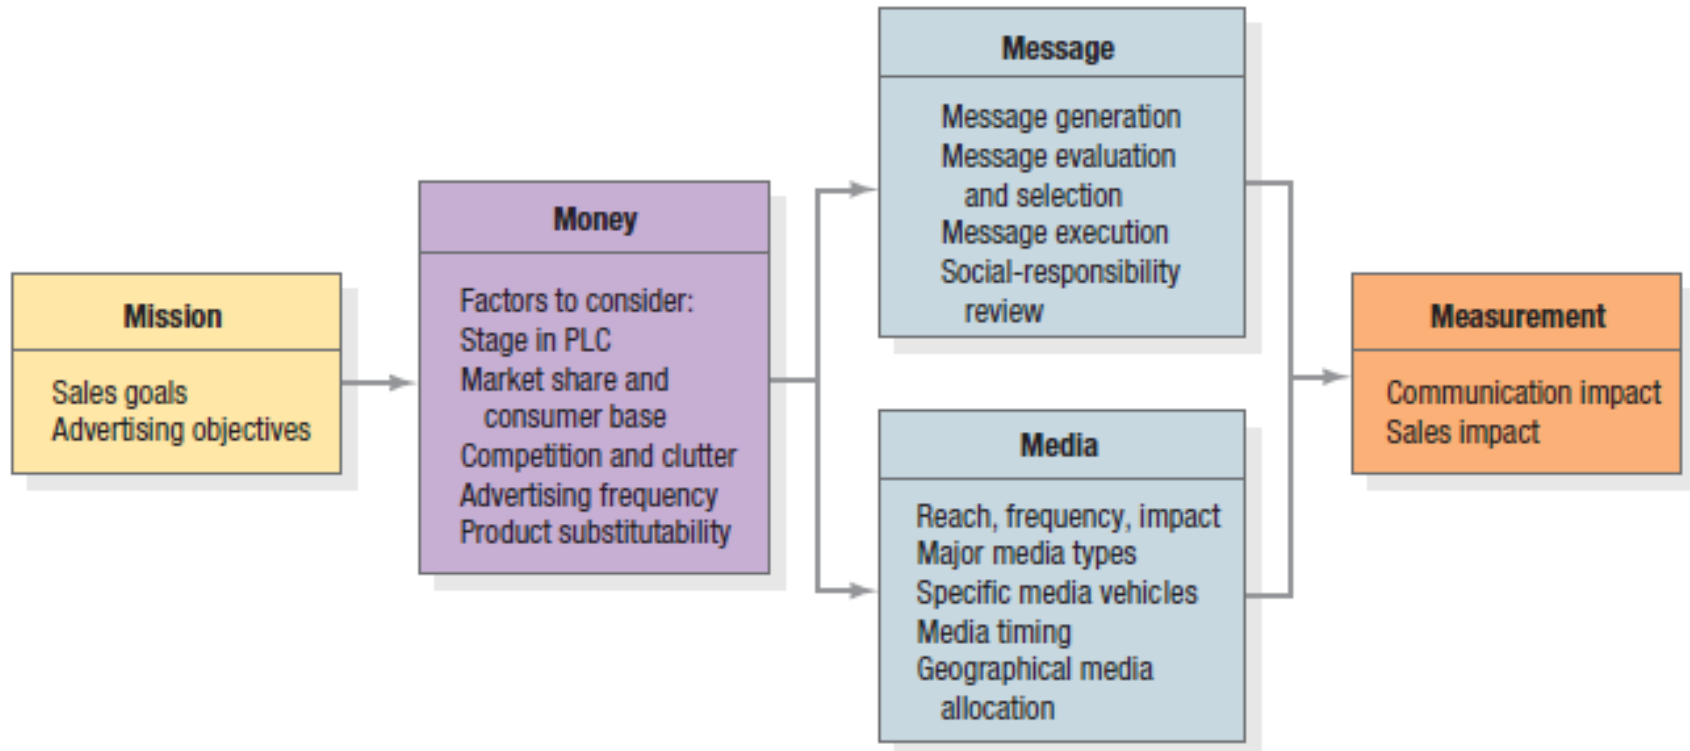 Mission
Sales goals
Advertising objectives
Money
Factors to consider:
Stage in PLC
Market share and
consumer base
Competition and clutter
Advertising frequency
Product substitutability
Message
Message generation
Message evaluation
and selection
Message execution
Social-responsibility
review
Media
Reach, frequency, impact
Major media types
Specific media vehicles
Media timing
Geographical media
allocation
Measurement
Communication impact
Sales impact